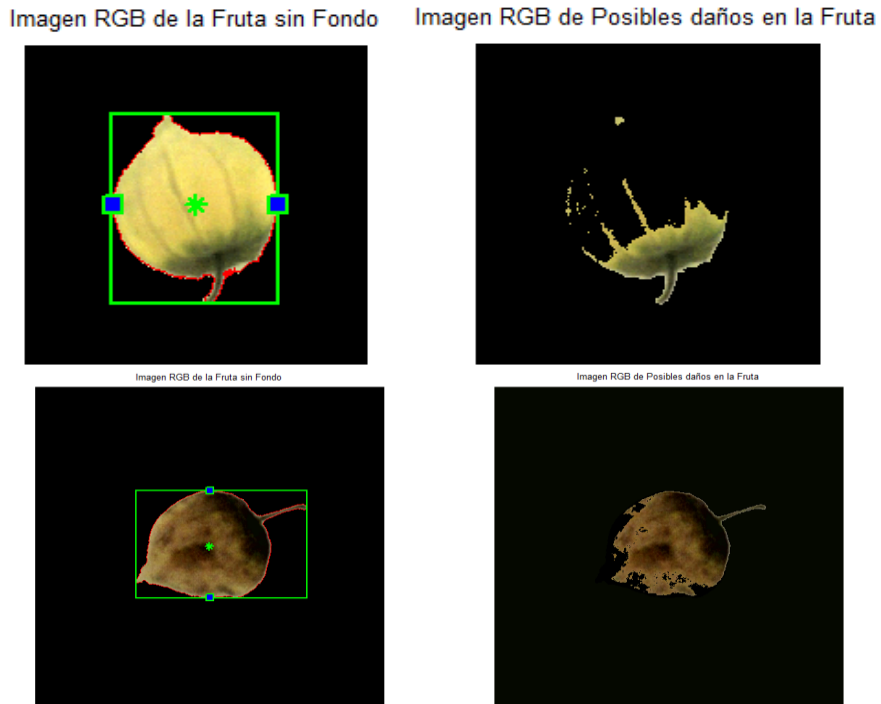 Imagen RGB de la Fruta sin Fondo
Imagen RGB de Posibles daños en la Fruta
Imagen RGB de la Fruta sin Fondo
Imagen RGB de Posibles daños en la Fruta